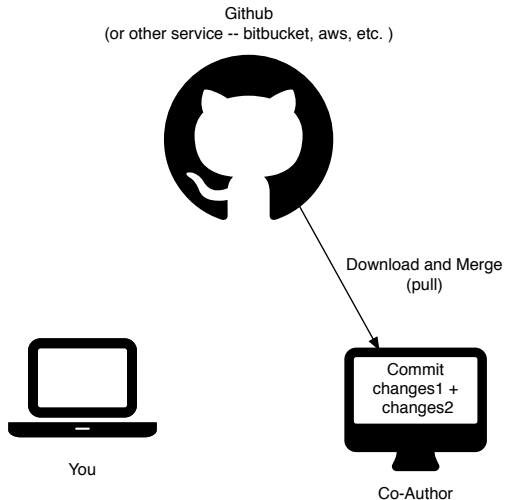 Github
(or other service -- bitbucket, aws, etc. )
Download and Merge
(pull)
Commit
changes1 +
changes2
You
Co-Author